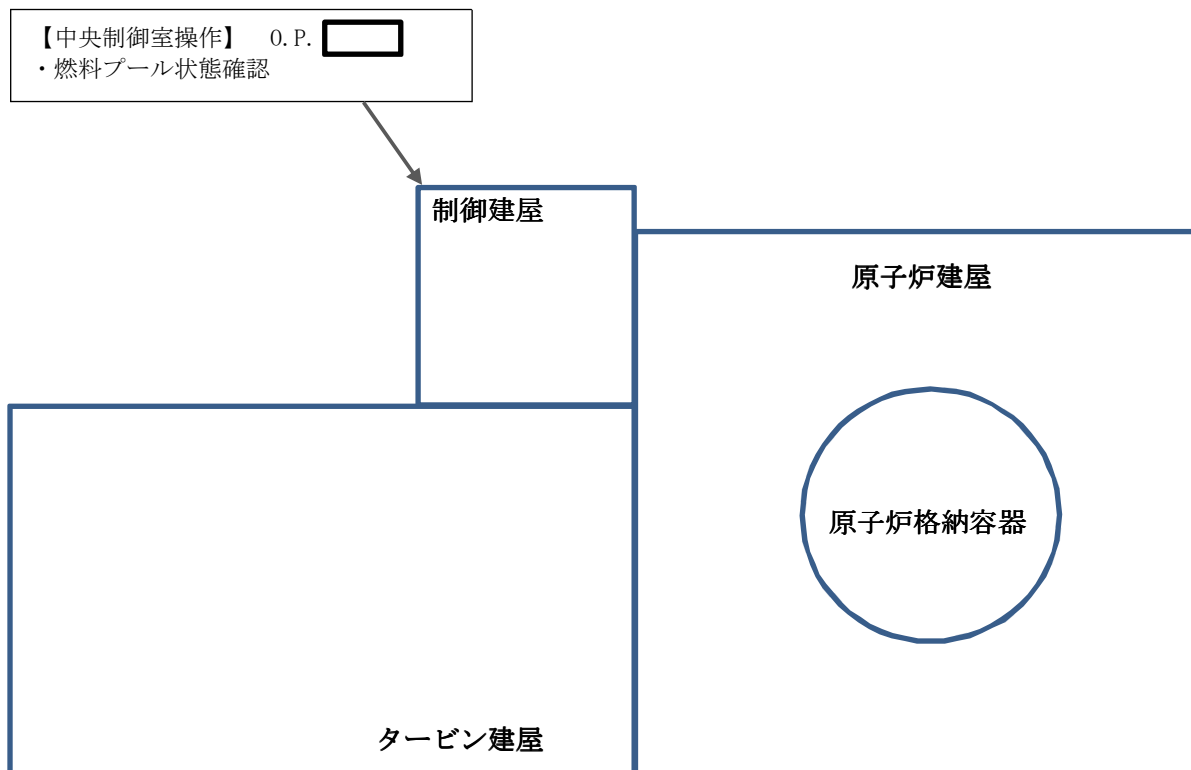 【中央制御室操作】 O.P.
・燃料プール状態確認
制御建屋
原子炉建屋
原子炉格納容器
タービン建屋